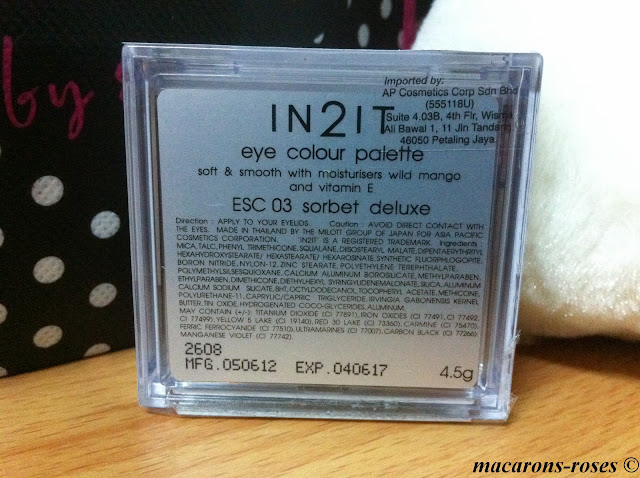 by
Imported by:
AP Cosmetics Corp Sdn Bhd
(555118U)
Suite 4.03B, 4th Flr, Wisma
Ali Bawal 1, 11 Jln Tandang
46050 Petaling Jaya.
IN2IT
eye colour palette
soft & smooth with moisturisers wild mango
and vitamin E
ESC 03 sorbet deluxe
Direction : APPLY TO YOUR EYELIDS. Caution : AVOID DIRECT CONTACT WITH
THE EYES. MADE IN THAILAND BY THE MILOTT GROUP OF JAPAN FOR ASIA PACIFIC
COSMETICS CORPORATION. IN2IT IS A REGISTERED TRADEMARK. Ingredients :
MICA, TALC, PHENYL TRIMETHICONE, SQUALANE, DIISOSTEARYL MALATE, DIPENTAERYTHRITYL
HEXAHYDROXYSTEARATE/ HEXASTEARATE/ HEXAROSINATE, SYNTHETIC FLUORPHLOGOPITE,
BORON NITRIDE, NYLON-12, ZINC STEARATE, POLYETHYLENE TEREPHTHALATE,
POLYMETHYLSILSESQUIOXANE, CALCIUM ALUMINUM BOROSILICATE, METHYLPARABEN,
ETHYLPARABEN, DIMETHICONE, DIETHYLHEXYL SYRINGYLIDENEMALONATE, SILICA, ALUMINUM
CALCIUM SODIUM SILICATE, BHT, OCTYLDODECANOL, TOCOPHERYL ACETATE, METHICONE,
POLYURETHANE-11, CAPRYLIC/CAPRIC TRIGLYCERIDE, IRVINGIA GABONENSIS KERNEL
BUTTER, TIN OXIDE, HYDROGENATED COCO-GLYCERIDES, ALUMINUM.
MAY CONTAIN (+/-): TITANIUM DIOXIDE (CI 77891), IRON OXIDES (CI 77491, CI 77492,
CI 77499), YELLOW 5 LAKE (CI 19140), RED 30 LAKE (CI 73360), CARMINE (CI 75470),
FERRIC FERROCYANIDE (CI 77510), ULTRAMARINES (CI 77007), CARBON BLACK (CI 77266)
MANGANESE VIOLET (CI 77742).
2608
MFG.050612 EXP.040617 4.5g
macarons-roses ©